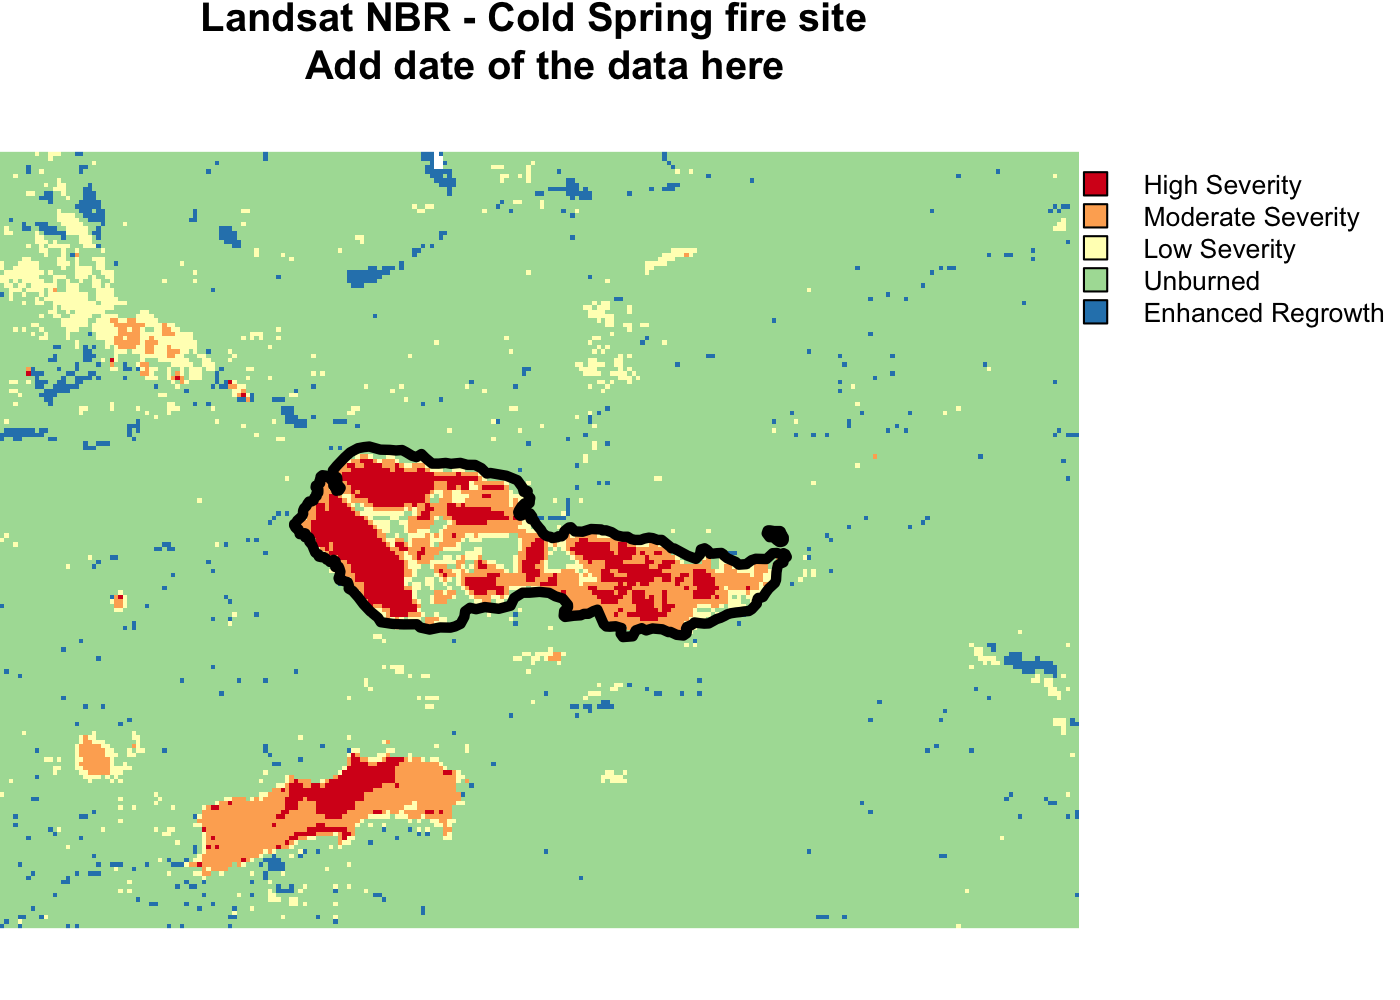 Landsat NBR - Cold Spring fire site
Add date of the data here
High Severity
Moderate Severity
Low Severity
Unburned
Enhanced Regrowth